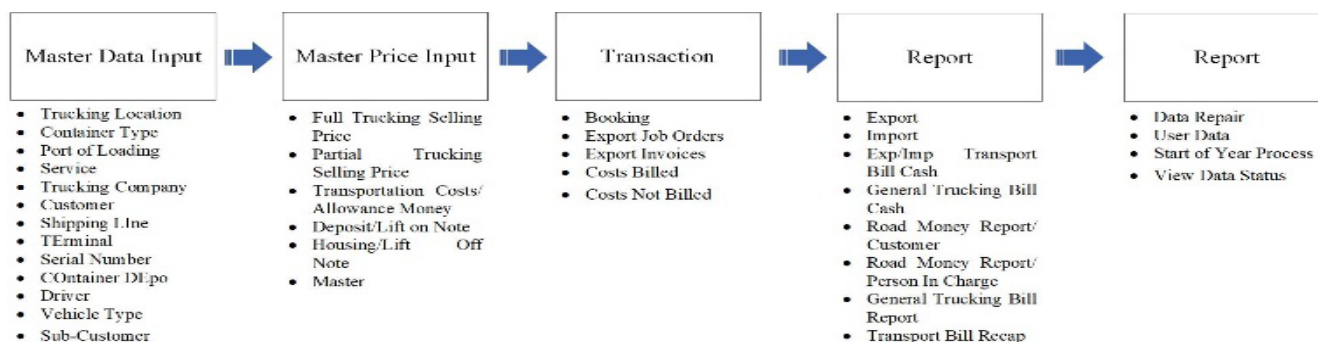 Master Data Input
Trucking Location
Container Type
Port of Loading
Service
Trucking Company
Customer
Shipping LIne
TErminal
Serial Number
COntainer DEpo
Driver
Vehicle Type
Sub-Customer
Master Price Input
Full Trucking Selling
Price
Partial Trucking
Selling Price
Transportation Costs/
Allowance Money
Deposit/Lift on Note
Housing/Lift Off
Note
Master
Transaction
Booking
Export Job Orders
Export Invoices
Costs Billed
Costs Not Billed
Report
Export
Import
Exp/Imp Transport
Bill Cash
General Trucking Bill
Cash
Road Money Report/
Customer
Road Money Report/
Person In Charge
General Trucking Bill
Report
Transport Bill Recap
Report
Data Repair
User Data
Start of Year Process
View Data Status